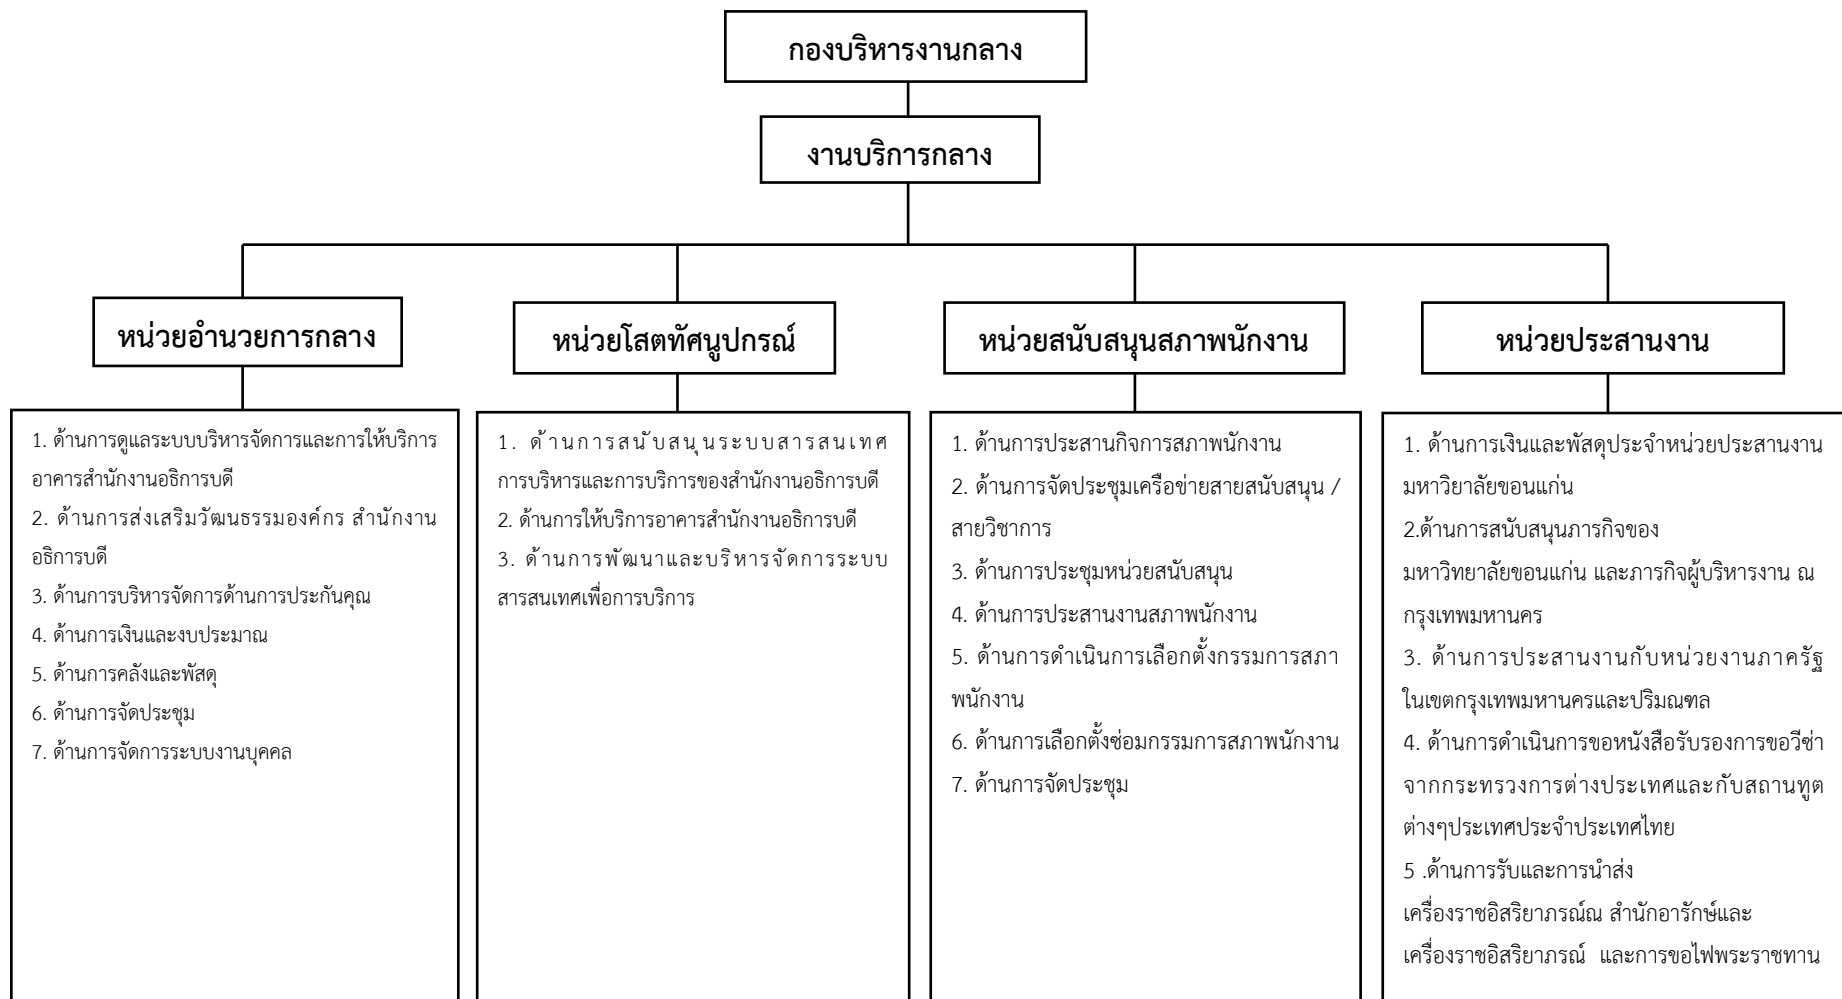 กองบริหารงานกลาง
งานบริการกลาง
หน่วยอำนวยการกลาง
1. ด้านการดูแลระบบบริหารจัดการและการให้บริการ
อาคารสำนักงานอธิการบดี
2. ด้านการส่งเสริมวัฒนธรรมองค์กร สำนักงาน
อธิการบดี
3. ด้านการบริหารจัดการด้านการประกันคุณ
4. ด้านการเงินและงบประมาณ
5. ด้านการคลังและพัสดุ
6. ด้านการจัดประชุม
7. ด้านการจัดการระบบงานบุคคล
หน่วยโสตทัศนูปกรณ์
1. ด้านการสนับสนุนระบบสารสนเทศ
การบริหารและการบริการของสำนักงานอธิการบดี
2. ด้านการให้บริการอาคารสำนักงานอธิการบดี
3. ด้านการพัฒนาและบริหารจัดการระบบ
สารสนเทศเพื่อการบริการ
หน่วยสนับสนุนสภาพนักงาน
1. ด้านการประสานกิจการสภาพนักงาน
2. ด้านการจัดประชุมเครือข่ายสายสนับสนุน /
สายวิชาการ
3. ด้านการประชุมหน่วยสนับสนุน
4. ด้านการประสานงานสภาพนักงาน
5. ด้านการดำเนินการเลือกตั้งกรรมการสภา
พนักงาน
6. ด้านการเลือกตั้งซ่อมกรรมการสภาพนักงาน
7. ด้านการจัดประชุม
หน่วยประสานงาน
1. ด้านการเงินและพัสดุประจำหน่วยประสานงาน
มหาวิยาลัยขอนแก่น
2.ด้านการสนับสนุนภารกิจของ
มหาวิทยาลัยขอนแก่น และภารกิจผู้บริหารงาน ณ
กรุงเทพมหานคร
3. ด้านการประสานงานกับหน่วยงานภาครัฐ
ในเขตกรุงเทพมหานครและปริมณฑล
4. ด้านการดำเนินการขอหนังสือรับรองการขอวีซ่า
จากกระทรวงการต่างประเทศและกับสถานทูต
ต่างๆประเทศประจำประเทศไทย
5 .ด้านการรับและการนำส่ง
เครื่องราชอิสริยาภรณ์ณ สำนักอารักษ์และ
เครื่องราชอิสริยาภรณ์ และการขอไฟพระราชทาน